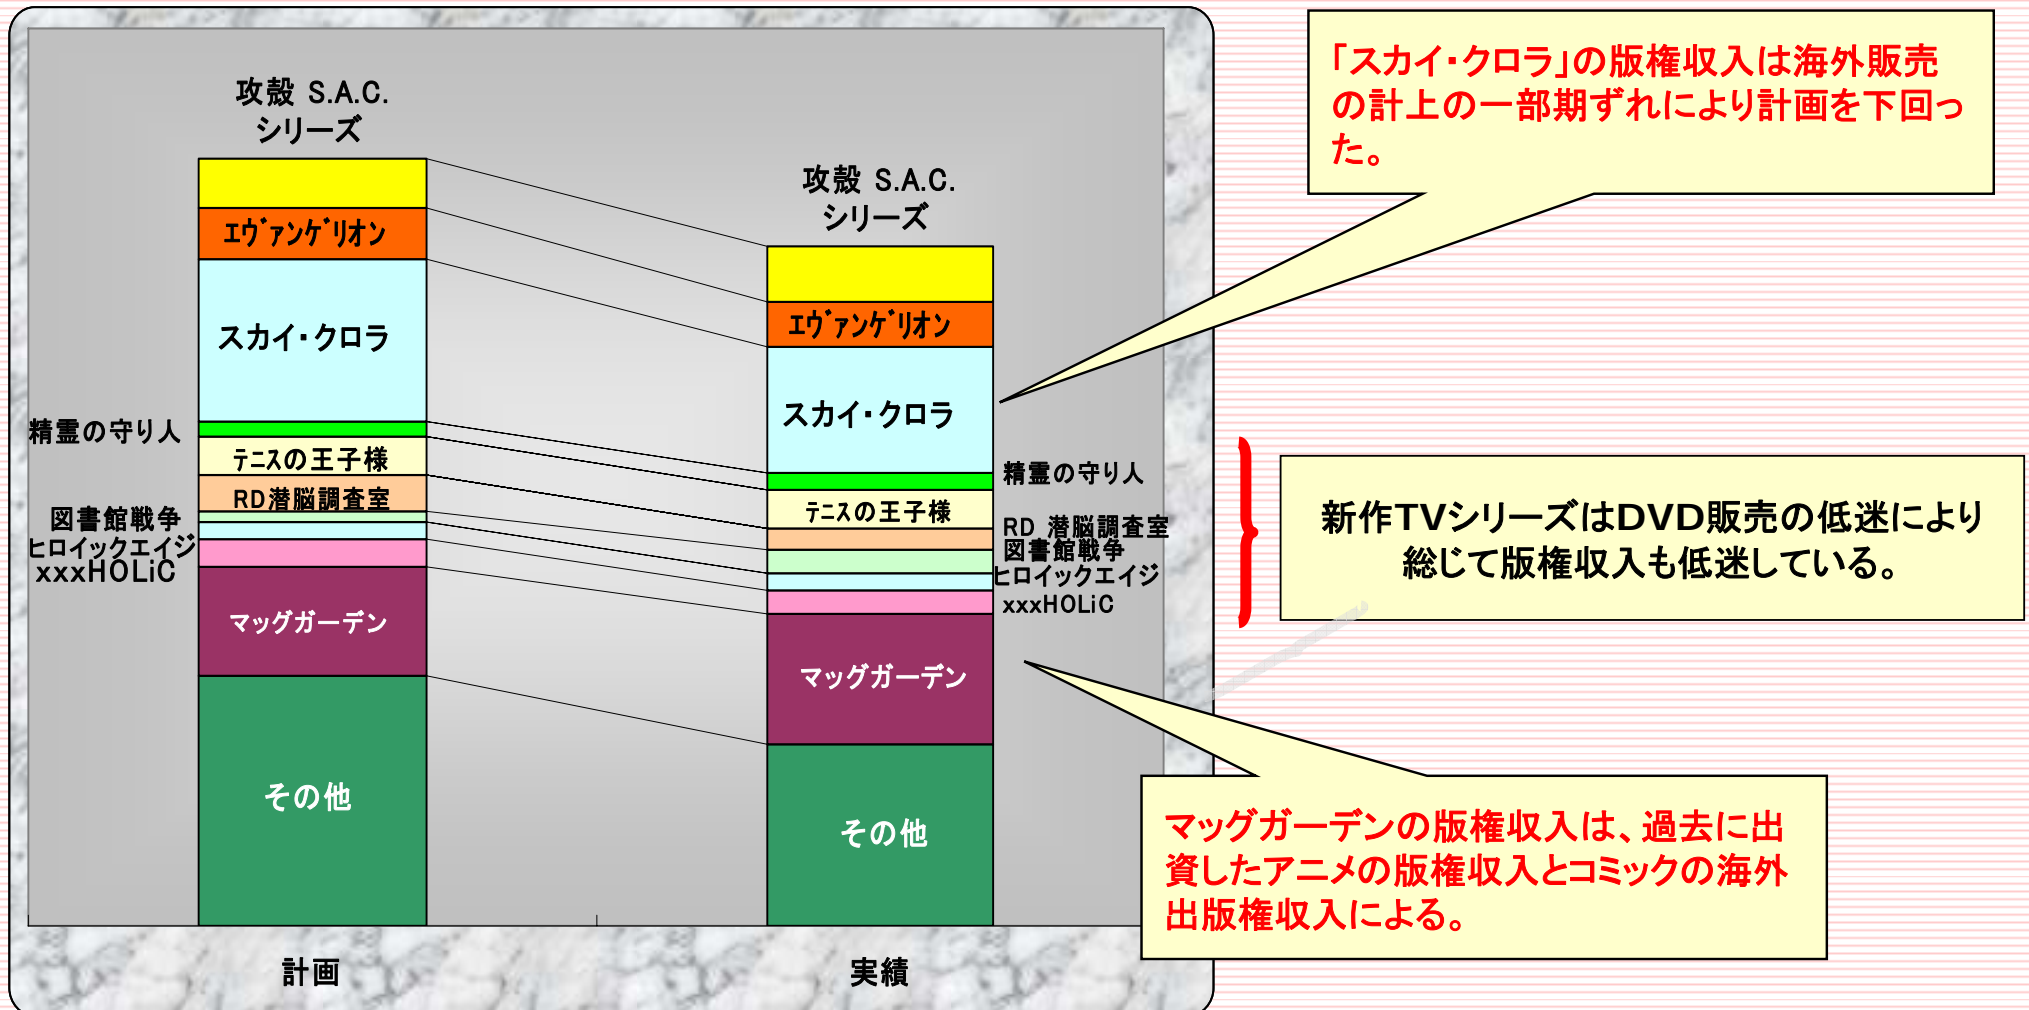 攻殻 S.A.C.
シリーズ
エヴァンゲリオン
スカイ・クロラ
精霊の守り人
テニスの王子様
RD潜脳調査室
図書館戦争
ヒロイックエイジ
xxxHOLiC
マッグガーデン
その他
計画
攻殻 S.A.C.
シリーズ
エヴァンゲリオン
スカイ・クロラ
精霊の守り人
テニスの王子様
RD 潜脳調査室
図書館戦争
ヒロイックエイジ
xxxHOLiC
マッグガーデン
その他
実績
「スカイ・クロラ」の版権収入は海外販売
の計上の一部期ずれにより計画を下回っ
た。
新作TVシリーズはDVD販売の低迷により
総じて版権収入も低迷している。
マッグガーデンの版権収入は、過去に出
資したアニメの版権収入とコミックの海外
出版権収入による。